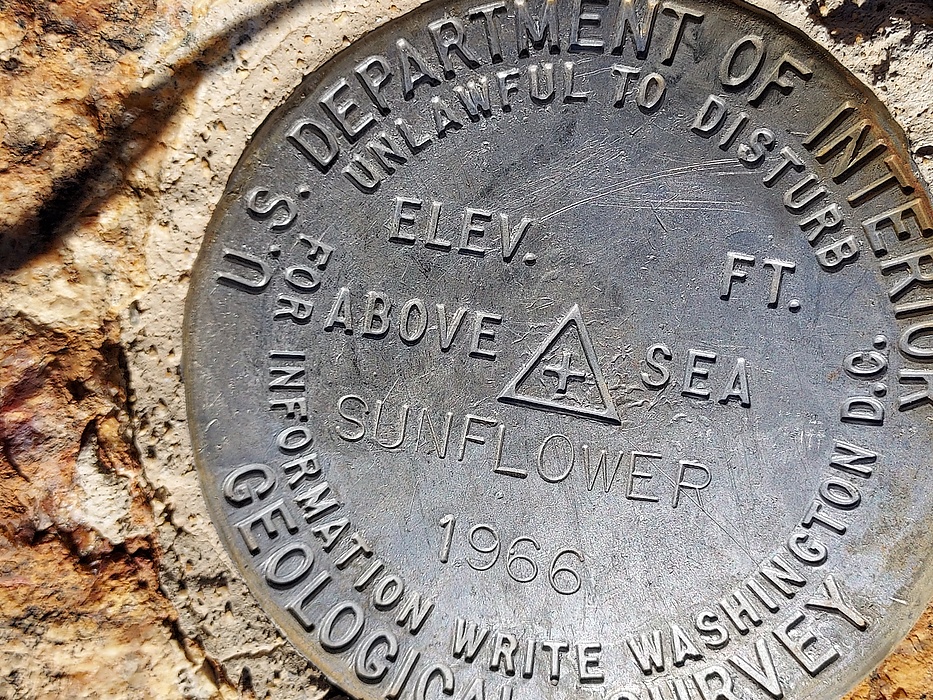 U.S. DEPARTMENT OF INTERIOR
UNLAWFUL TO DISTURB
ELEV. FT.
ABOVE SEA
SUNFLOWER
1966
FOR INFORMATION WRITE WASHINGTON D.C.
GEOLOGICAL SURVEY